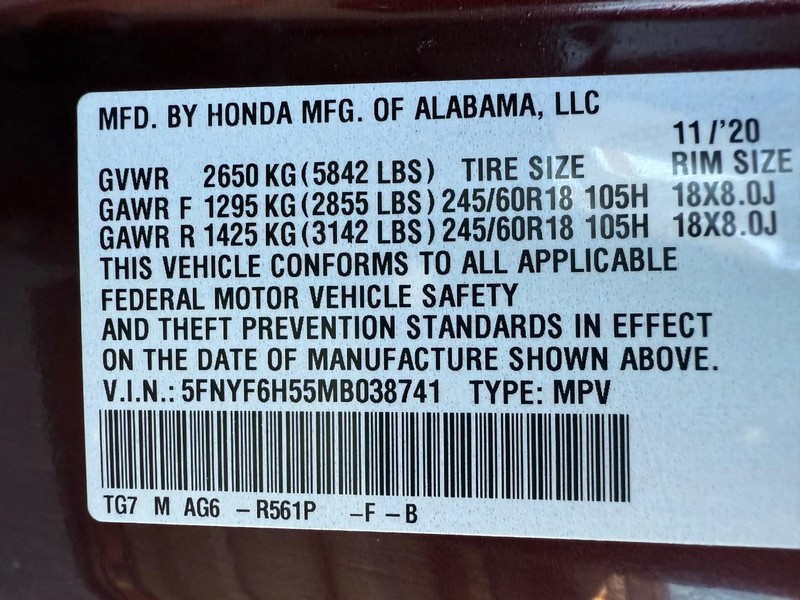 MFD. BY HONDA MFG. OF ALABAMA, LLC
11/'20
GVWR 2650 KG (5842 LBS) TIRE SIZE RIM SIZE
GAWR F 1295 KG (2855 LBS) 245/60R18 105H 18X8.0J
GAWR R 1425 KG (3142 LBS) 245/60R18 105H 18X8.0J
THIS VEHICLE CONFORMS TO ALL APPLICABLE
FEDERAL MOTOR VEHICLE SAFETY
AND THEFT PREVENTION STANDARDS IN EFFECT
ON THE DATE OF MANUFACTURE SHOWN ABOVE.
V.I.N.: 5FNYF6H55MB038741 TYPE: MPV
TG7 M AG6 – R561P – F – B